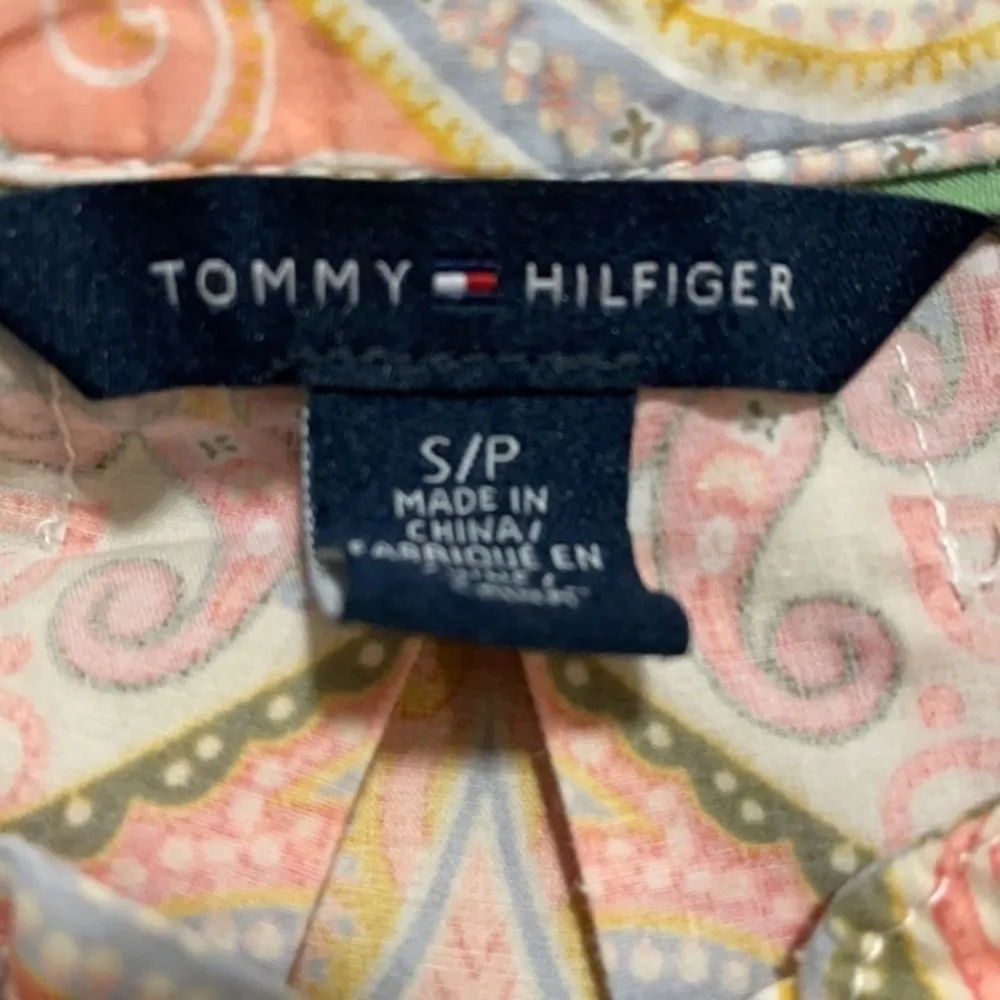 TOMMY HILFIGER
S/P
MADE IN
CHINA/
FABRIQUÉ EN